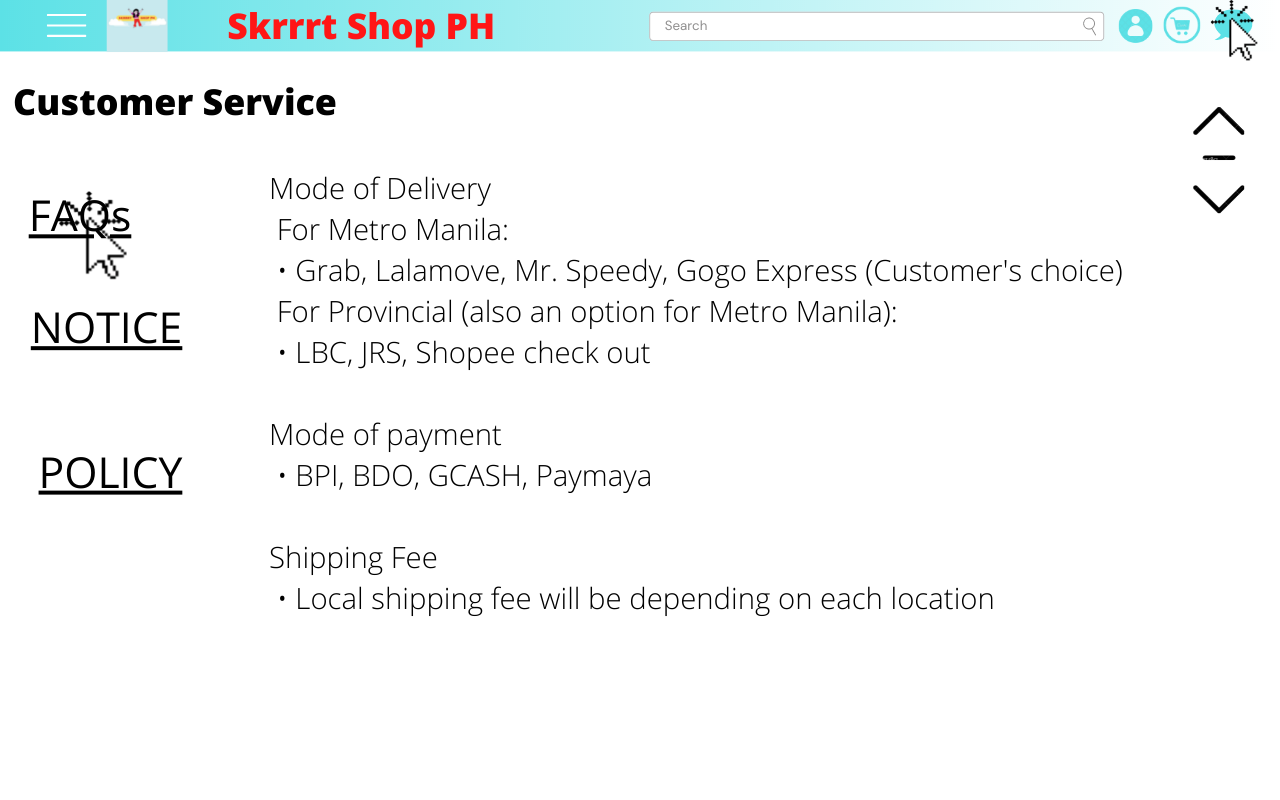 Skrrrt Shop PH
Search
Customer Service
FAQs
NOTICE
POLICY
Mode of Delivery
For Metro Manila:
• Grab, Lalamove, Mr. Speedy, Gogo Express (Customer's choice)
For Provincial (also an option for Metro Manila):
• LBC, JRS, Shopee check out
Mode of payment
• BPI, BDO, GCASH, Paymaya
Shipping Fee
• Local shipping fee will be depending on each location